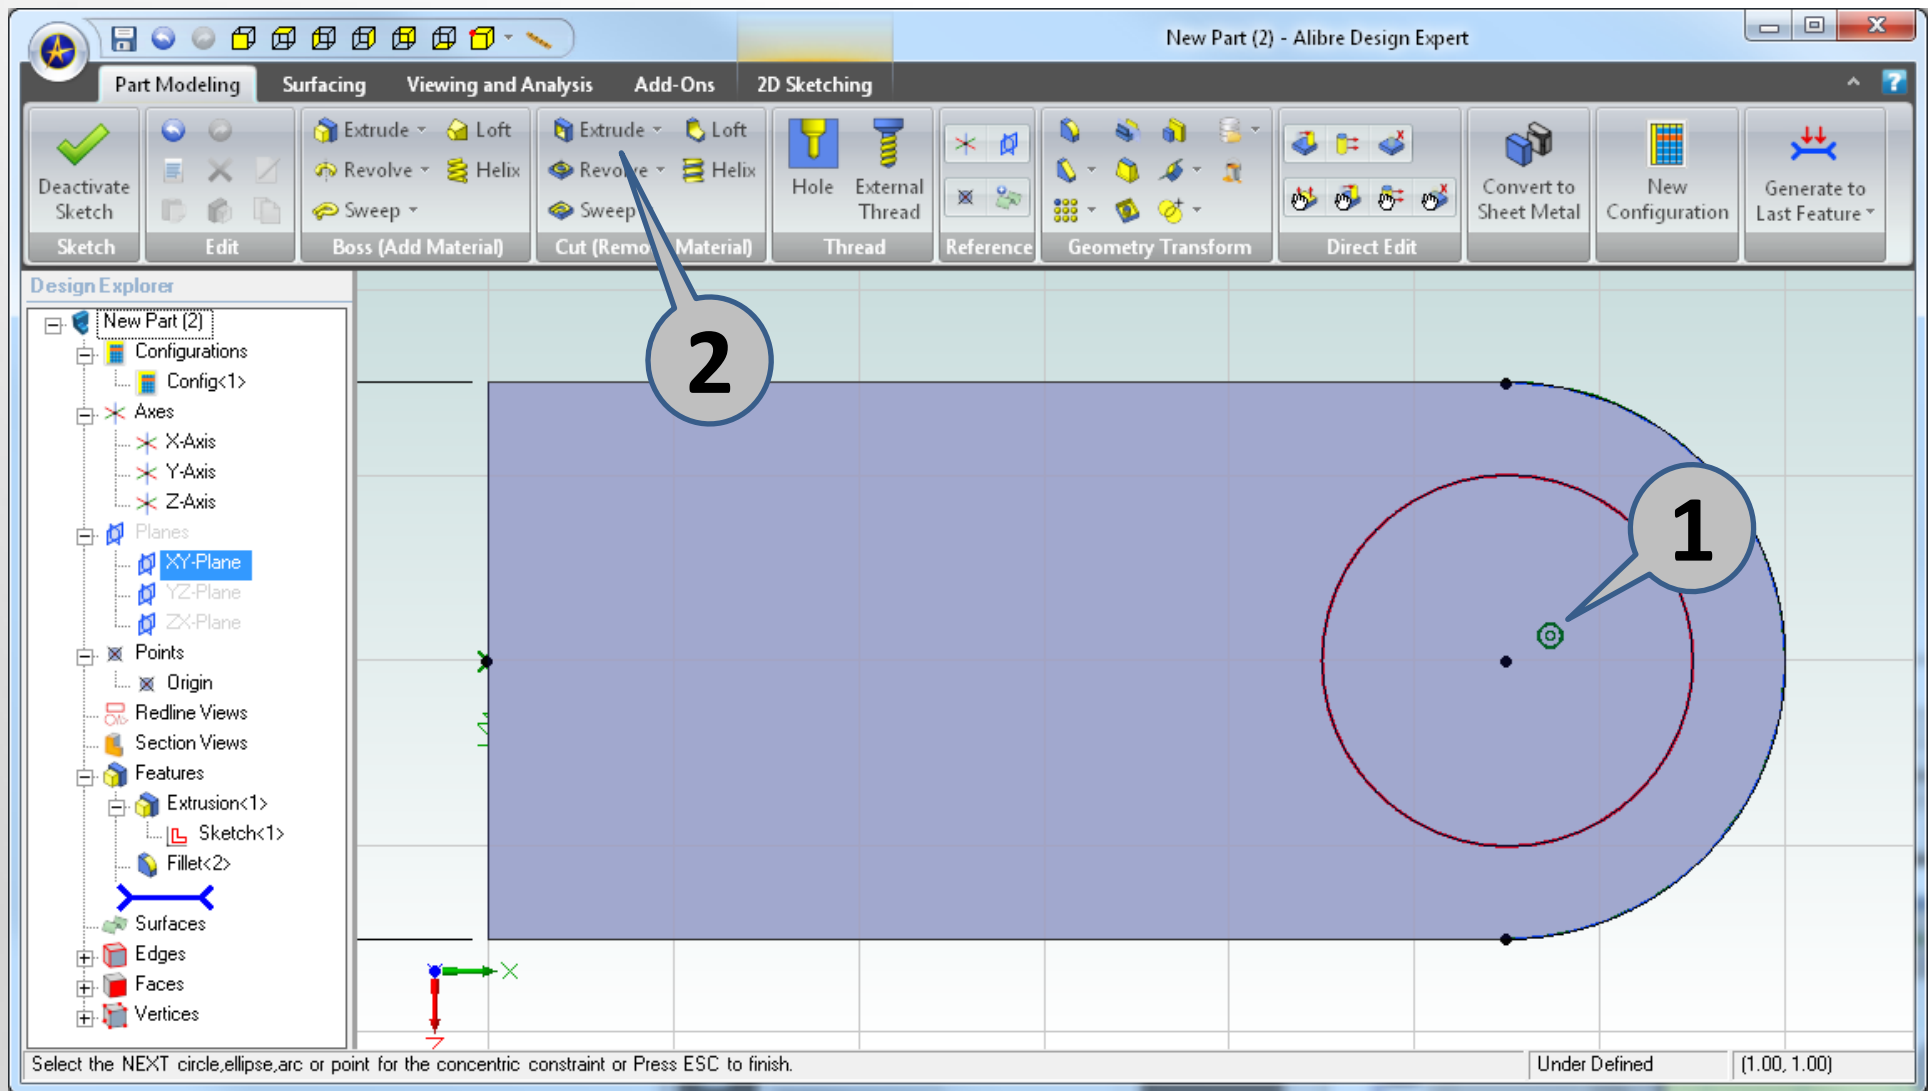 New Part (2) - Alibre Design Expert
Part Modeling Surfacing Viewing and Analysis Add-Ons 2D Sketching
Extrude Loft Extrude Loft
Revolve Helix Revolve Helix
Sweep Sweep
Deactivate Sketch
Hole External Thread
Convert to Sheet Metal
New Configuration
Generate to Last Feature
Sketch Edit Boss (Add Material) Cut (Remo Material) Thread Reference Geometry Transform Direct Edit
Design Explorer
New Part (2)
Configurations
Config<1>
Axes
X-Axis
Y-Axis
Z-Axis
Planes
XY-Plane
YZ-Plane
ZX-Plane
Points
Origin
Redline Views
Section Views
Features
Extrusion<1>
Sketch<1>
Fillet<2>
Surfaces
Edges
Faces
Vertices
2
1
X
Z
Select the NEXT circle,ellipse,arc or point for the concentric constraint or Press ESC to finish.
Under Defined
(1.00, 1.00)